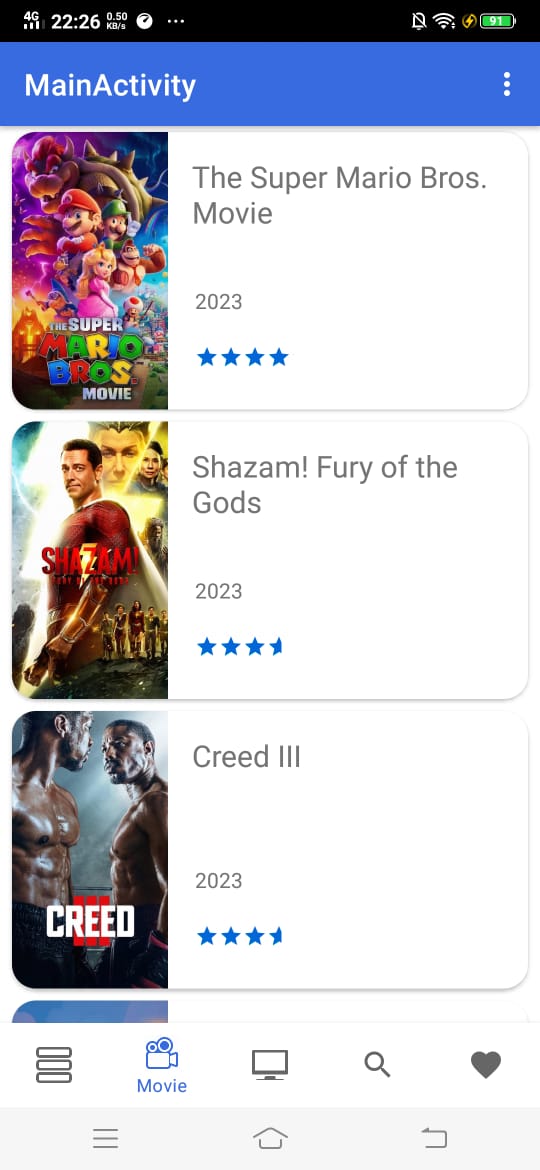 4G 22:26 0.50 KB/s ... 91
MainActivity
THE SUPER
MARIO
BROS.
MOVIE
The Super Mario Bros.
Movie
2023
SHAZAM!
FURY OF THE GODS
Shazam! Fury of the
Gods
2023
CREED
III
Creed III
2023
Movie